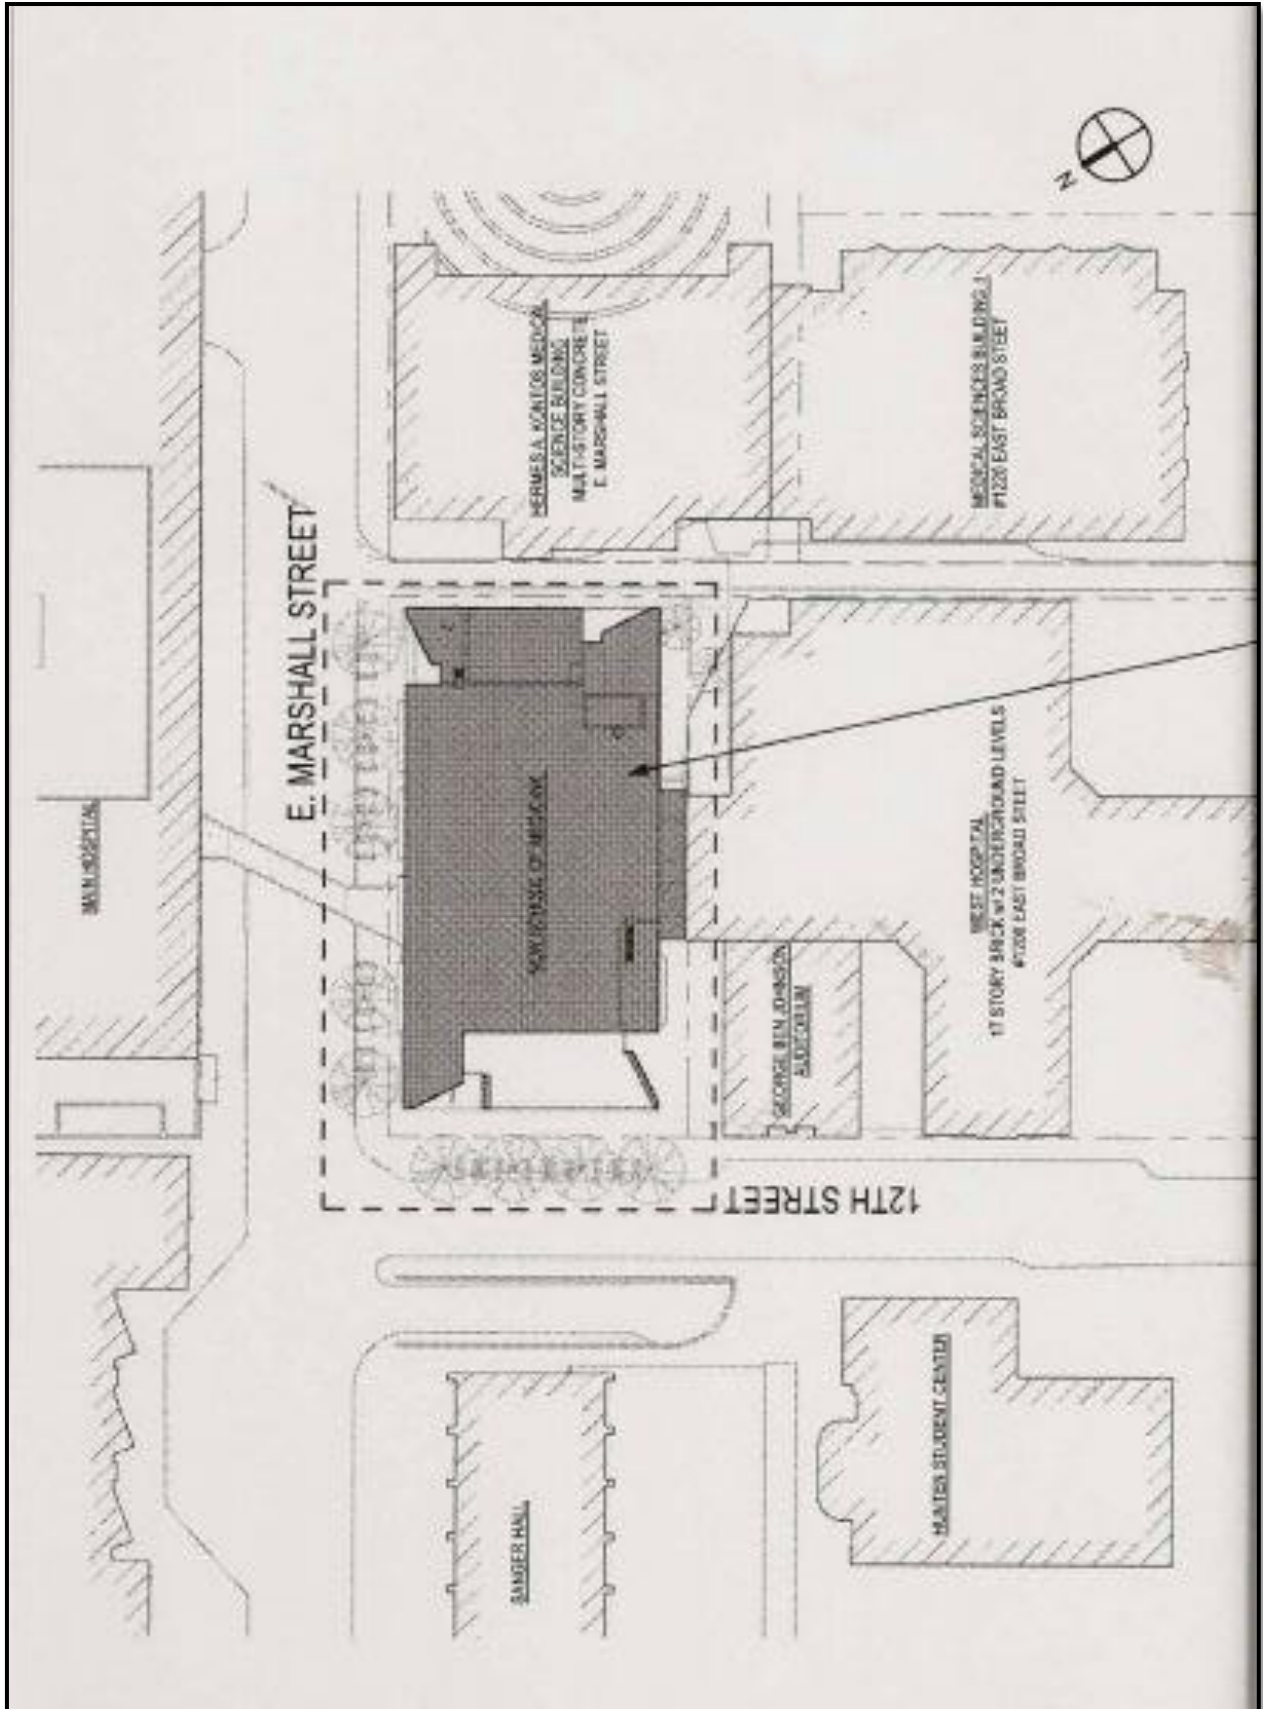 N
E. MARSHALL STREET
MAIN HOSPITAL
HERMES A. KONTOS MEDICAL
SCIENCE BUILDING
MULTI-STORY CONCRETE
E. MARSHALL STREET
MEDICAL SCIENCES BUILDING 1
#1220 EAST BROAD STEET
NEW SCHOOL OF MEDICINE
WEST HOSPITAL
17 STORY BRICK w/ 2 UNDERGROUND LEVELS
#1200 EAST BROAD STEET
GEORGE BEN JOHNSON
AUDITORIUM
12TH STREET
SANGER HALL
HUNTEN STUDENT CENTER